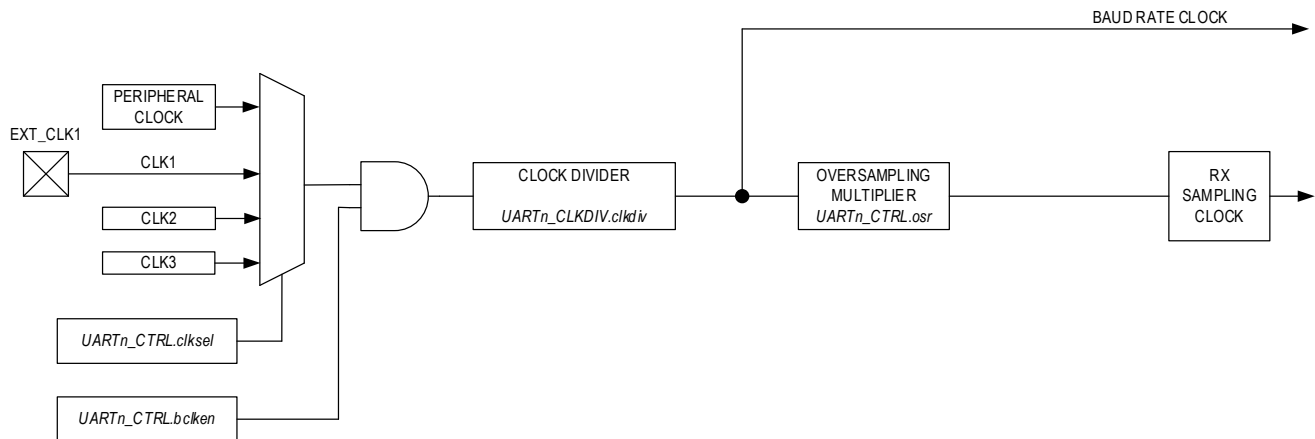 BAUD RATE CLOCK
PERIPHERAL
CLOCK
EXT_CLK1
CLK1
CLK2
CLK3
CLOCK DIVIDER
UARTn_CLKDIV.clkdiv
OVERSAMPLING
MULTIPLIER
UARTn_CTRL.osr
RX
SAMPLING
CLOCK
UARTn_CTRL.clksel
UARTn_CTRL.bclken